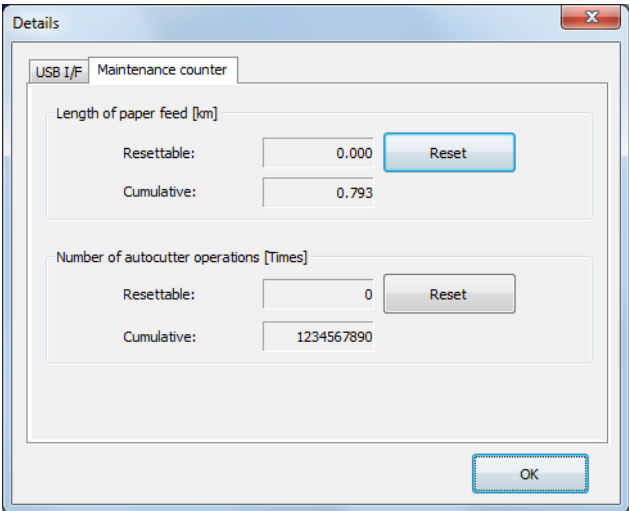 Details
USB I/F Maintenance counter
Length of paper feed [km]
Resettable: 0.000 Reset
Cumulative: 0.793
Number of autocutter operations [Times]
Resettable: 0 Reset
Cumulative: 1234567890
OK